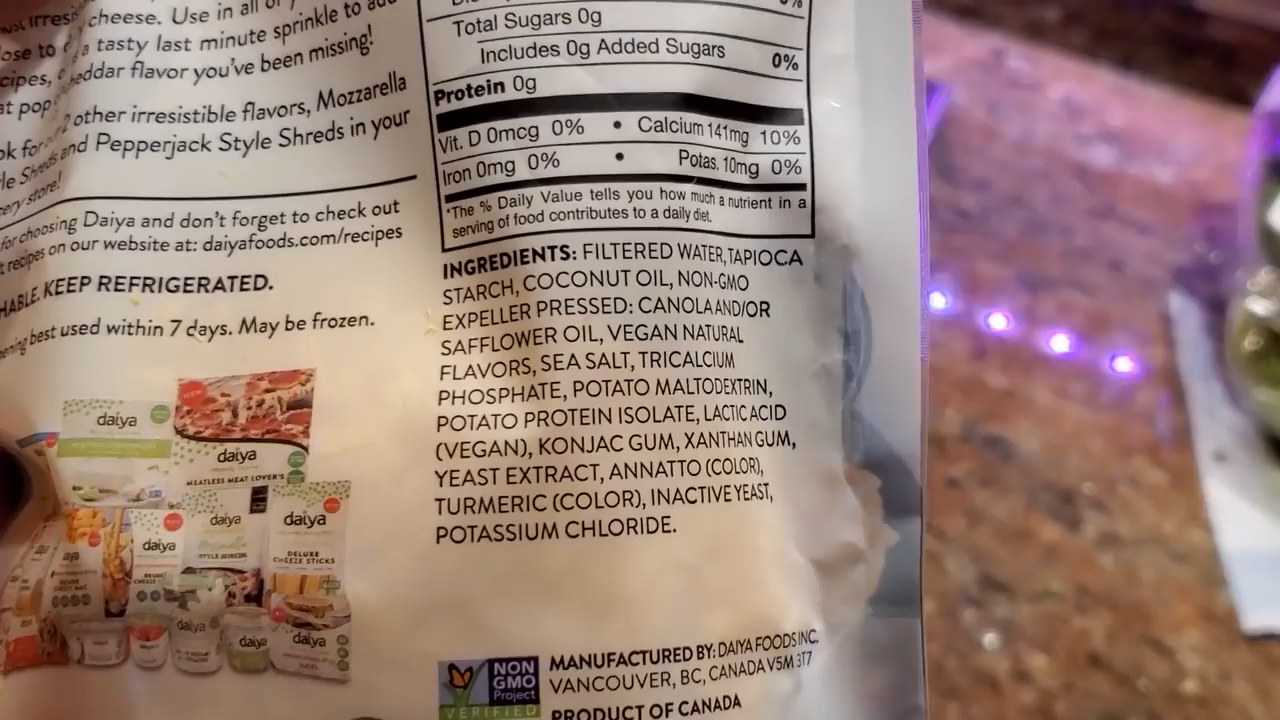 cheese. Use in all
a tasty last minute sprinkle to
cheddar flavor you've been missing!
other irresistible flavors, Mozzarella
and Pepperjack Style Shreds in your
store!
for choosing Daiya and don't forget to check out
recipes on our website at: daiyafoods.com/recipes
KEEP REFRIGERATED.
best used within 7 days. May be frozen.
Total Sugars 0g
Includes 0g Added Sugars 0%
Protein 0g
Vit. D 0mcg 0% • Calcium 141mg 10%
Iron 0mg 0% • Potas. 10mg 0%
*The % Daily Value tells you how much a nutrient in a
serving of food contributes to a daily diet.
INGREDIENTS: FILTERED WATER, TAPIOCA
STARCH, COCONUT OIL, NON-GMO
EXPELLER PRESSED: CANOLA AND/OR
SAFFLOWER OIL, VEGAN NATURAL
FLAVORS, SEA SALT, TRICALCIUM
PHOSPHATE, POTATO MALTODEXTRIN,
POTATO PROTEIN ISOLATE, LACTIC ACID
(VEGAN), KONJAC GUM, XANTHAN GUM,
YEAST EXTRACT, ANNATTO (COLOR),
TURMERIC (COLOR), INACTIVE YEAST,
POTASSIUM CHLORIDE.
daiya
daiya
MEATLESS MEAT LOVER'S
daiya
daiya
daiya
DELUXE
CHEEZE STICKS
daiya
daiya
daiya
NON
GMO
Project
VERIFIED
MANUFACTURED BY: DAIYA FOODS INC.
VANCOUVER, BC, CANADA V5M 3T7
PRODUCT OF CANADA